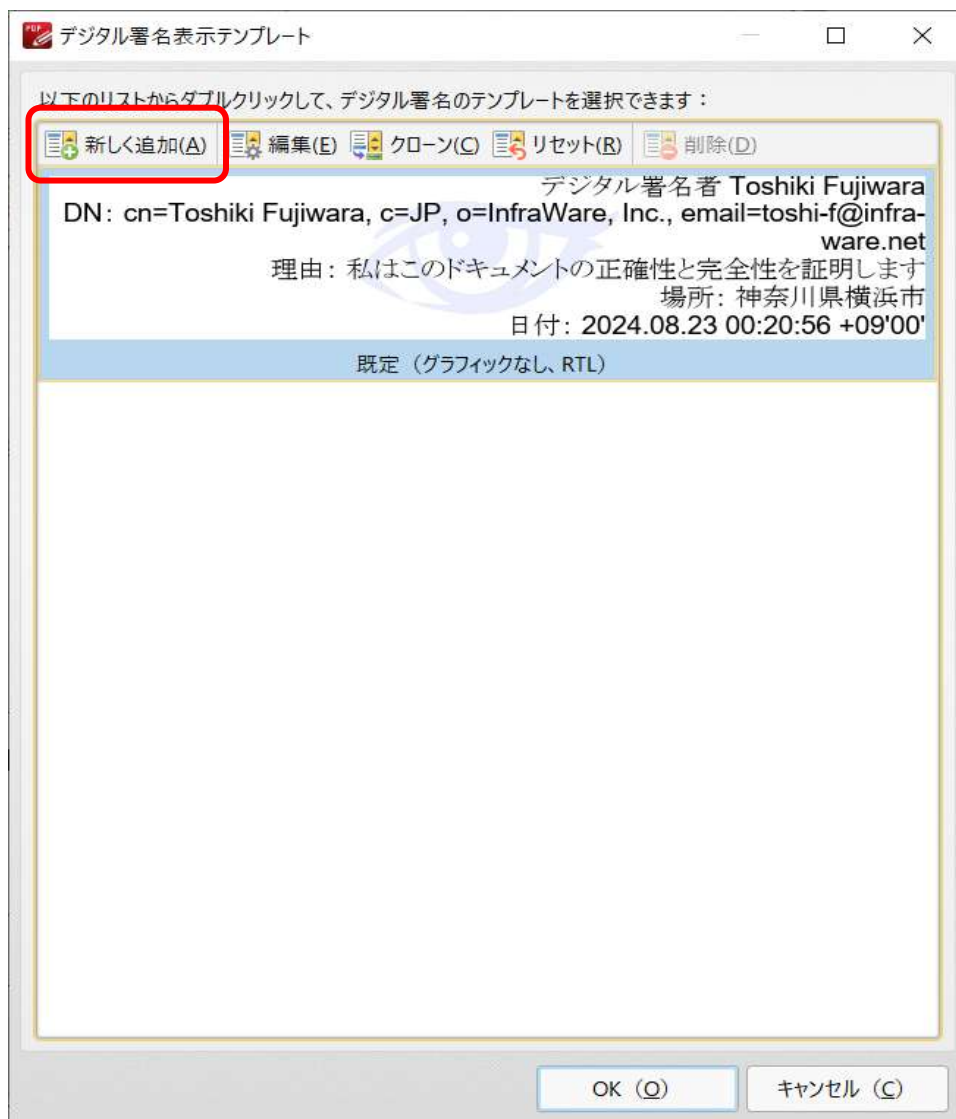 デジタル署名表示テンプレート
以下のリストからダブルクリックして、デジタル署名のテンプレートを選択できます：
新しく追加(A) 編集(E) クローン(C) リセット(R) 削除(D)
デジタル署名者 Toshiki Fujiwara
DN: cn=Toshiki Fujiwara, c=JP, o=InfraWare, Inc., email=toshi-f@infra-
ware.net
理由: 私はこのドキュメントの正確性と完全性を証明します
場所: 神奈川県横浜市
日付: 2024.08.23 00:20:56 +09'00'
既定（グラフィックなし、RTL）
OK（O） キャンセル（C）